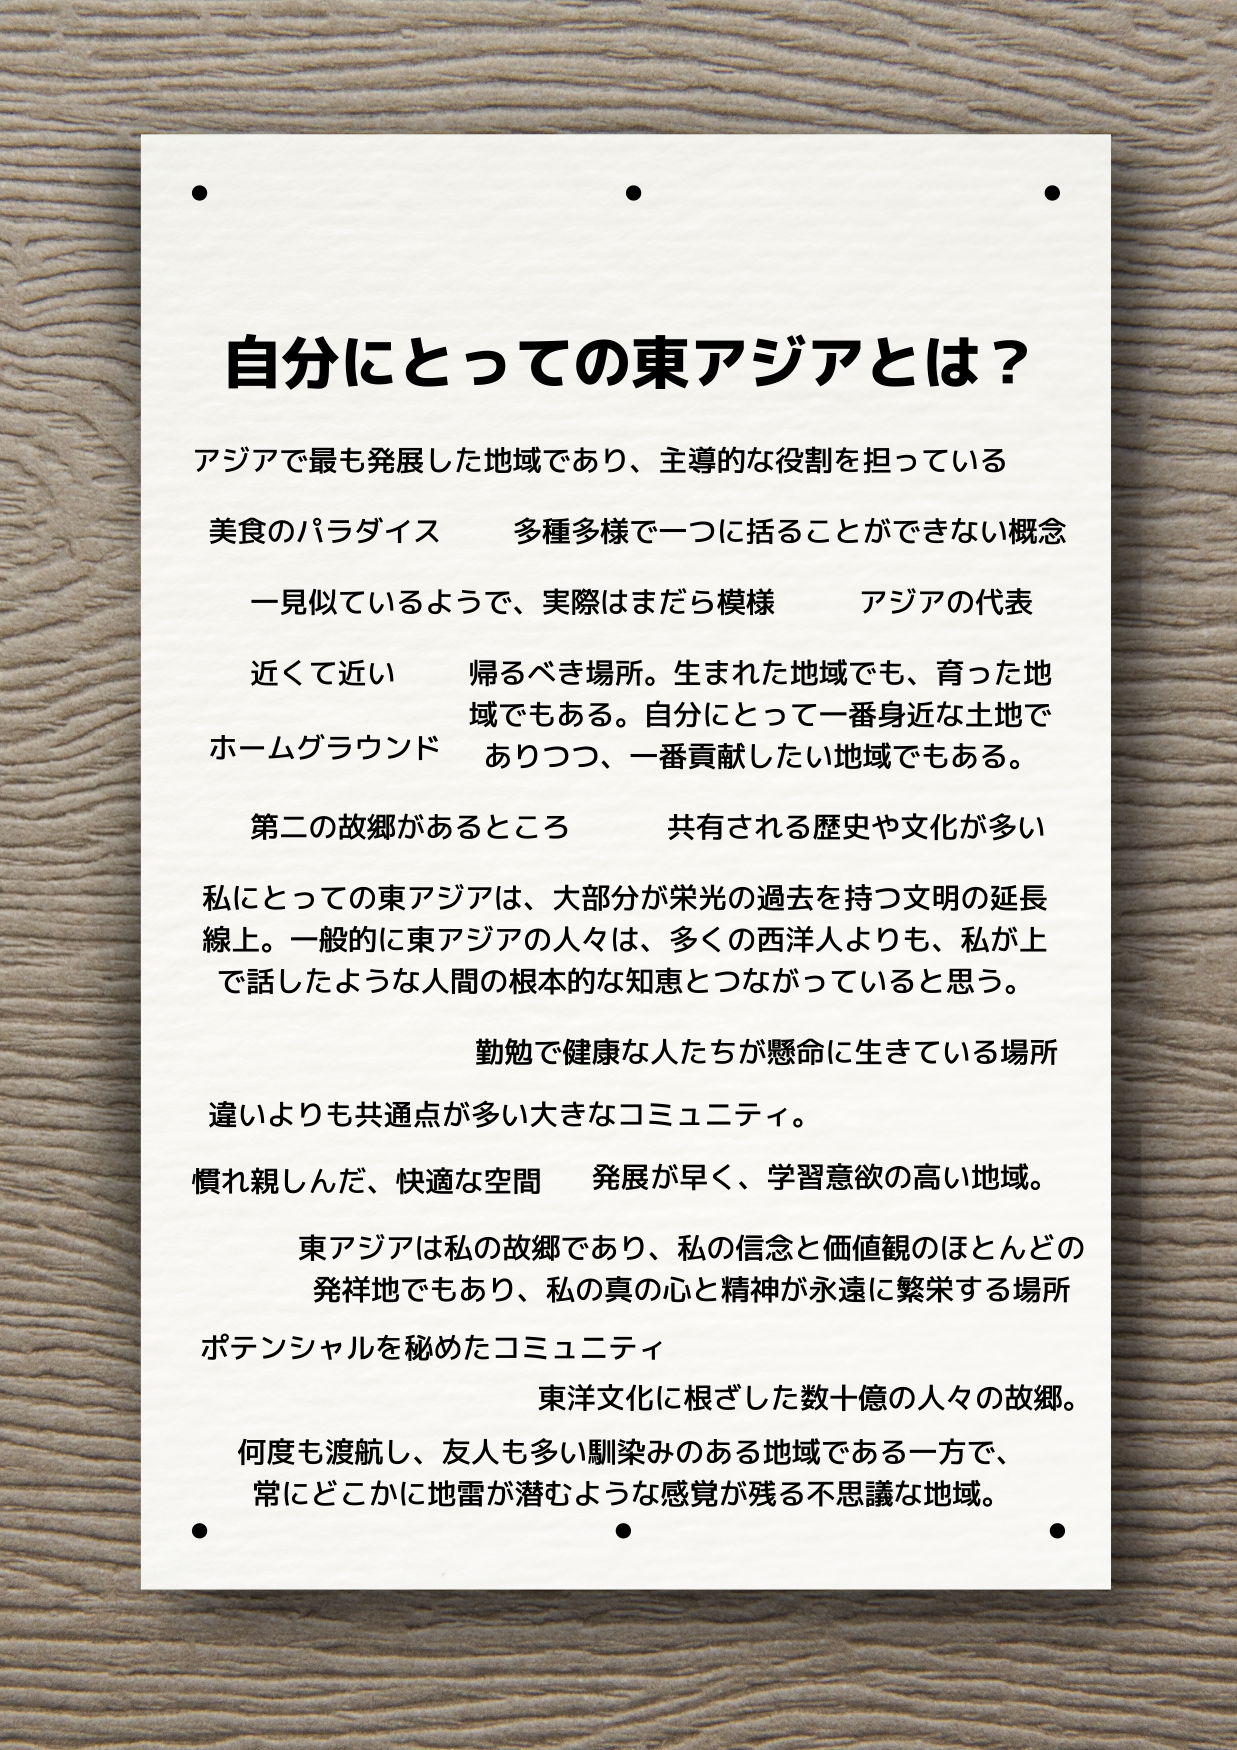 自分にとっての東アジアとは？
アジアで最も発展した地域であり、主導的な役割を担っている
美食のパラダイス
多種多様で一つに括ることができない概念
一見似ているようで、実際はまだら模様
アジアの代表
近くて近い
帰るべき場所。生まれた地域でも、育った地
域でもある。自分にとって一番身近な土地で
ありつつ、一番貢献したい地域でもある。
ホームグラウンド
第二の故郷があるところ
共有される歴史や文化が多い
私にとっての東アジアは、大部分が栄光の過去を持つ文明の延長
線上。一般的に東アジアの人々は、多くの西洋人よりも、私が上
で話したような人間の根本的な知恵とつながっていると思う。
勤勉で健康な人たちが懸命に生きている場所
違いよりも共通点が多い大きなコミュニティ。
慣れ親しんだ、快適な空間
発展が早く、学習意欲の高い地域。
東アジアは私の故郷であり、私の信念と価値観のほとんどの
発祥地でもあり、私の真の心と精神が永遠に繁栄する場所
ポテンシャルを秘めたコミュニティ
東洋文化に根ざした数十億の人々の故郷。
何度も渡航し、友人も多い馴染みのある地域である一方で、
常にどこかに地雷が潜むような感覚が残る不思議な地域。